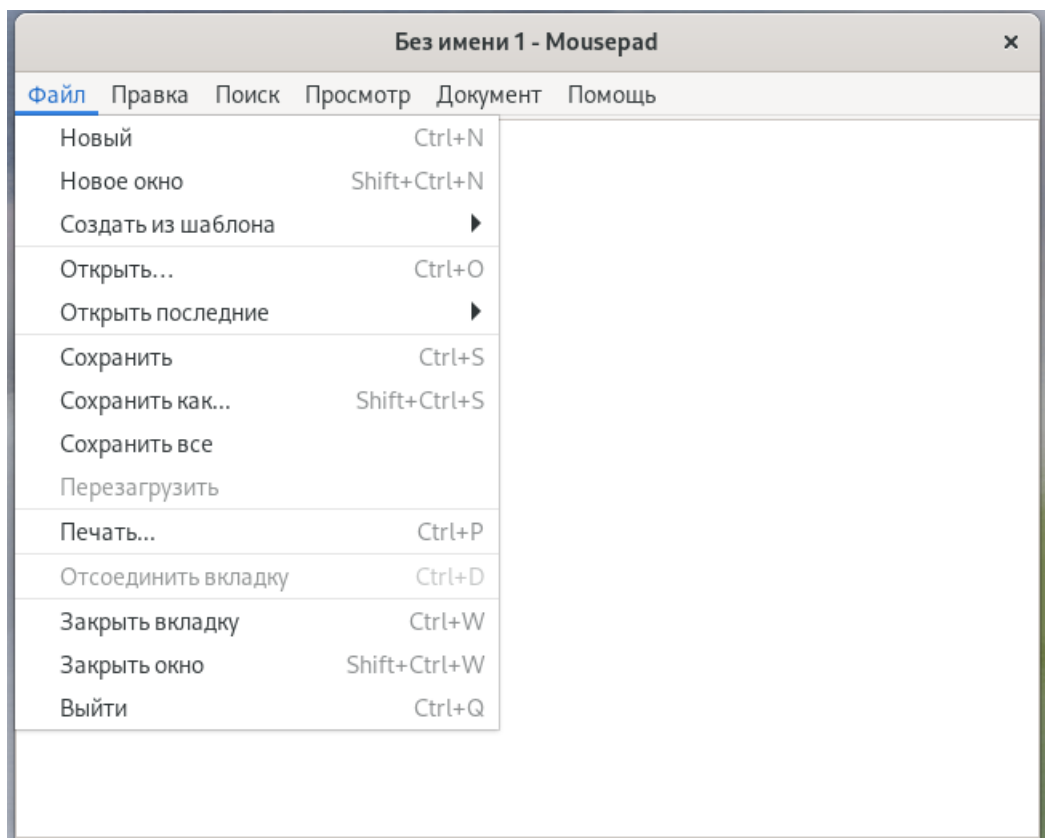 Без имени 1 - Mousepad
Файл Правка Поиск Просмотр Документ Помощь
Новый Ctrl+N
Новое окно Shift+Ctrl+N
Создать из шаблона
Открыть... Ctrl+O
Открыть последние
Сохранить Ctrl+S
Сохранить как... Shift+Ctrl+S
Сохранить все
Перезагрузить
Печать... Ctrl+P
Отсоединить вкладку Ctrl+D
Закрыть вкладку Ctrl+W
Закрыть окно Shift+Ctrl+W
Выйти Ctrl+Q